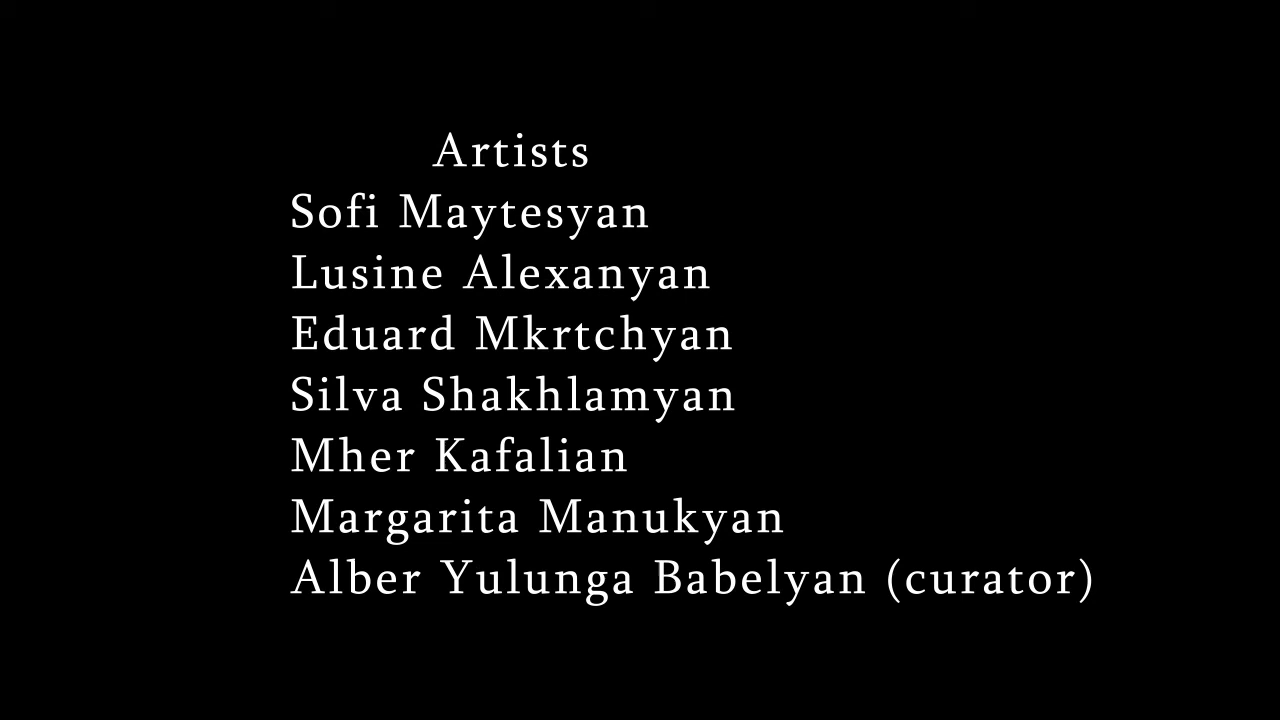 Artists
Sofi Maytesyan
Lusine Alexanyan
Eduard Mkrtchyan
Silva Shakhlamyan
Mher Kafalian
Margarita Manukyan
Alber Yulunga Babelyan (curator)